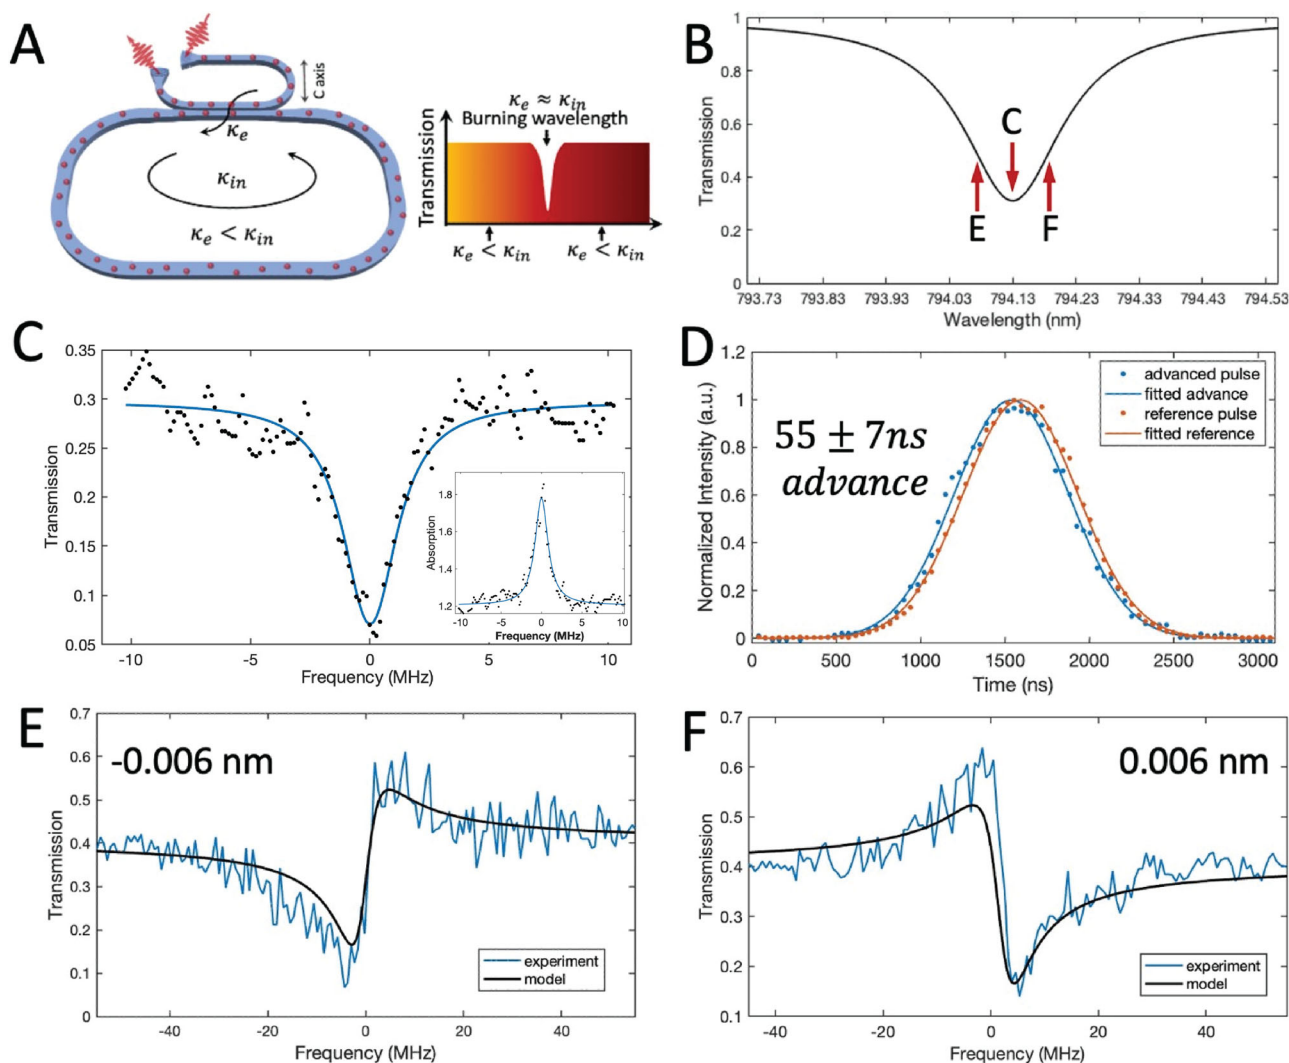 A
C axis
κe
κin
κe < κin
κe ≈ κin
Burning wavelength
Transmission
κe < κin
κe < κin
B
1
0.8
0.6
0.4
0.2
0
Transmission
C
E
F
793.73 793.83 793.93 794.03 794.13 794.23 794.33 794.43 794.53
Wavelength (nm)
C
0.35
0.3
0.25
0.2
0.15
0.1
0.05
Transmission
-10 -5 0 5 10
Frequency (MHz)
1.8
1.6
1.4
1.2
Absorption
-10 -5 0 5 10
Frequency (MHz)
D
1.2
1
0.8
0.6
0.4
0.2
0
Normalized Intensity (a.u.)
55 ± 7ns
advance
advanced pulse
fitted advance
reference pulse
fitted reference
0 500 1000 1500 2000 2500 3000
Time (ns)
E
-0.006 nm
0.7
0.6
0.5
0.4
0.3
0.2
0.1
0
Transmission
experiment
model
-40 -20 0 20 40
Frequency (MHz)
F
0.006 nm
0.7
0.6
0.5
0.4
0.3
0.2
0.1
Transmission
experiment
model
-40 -20 0 20 40
Frequency (MHz)